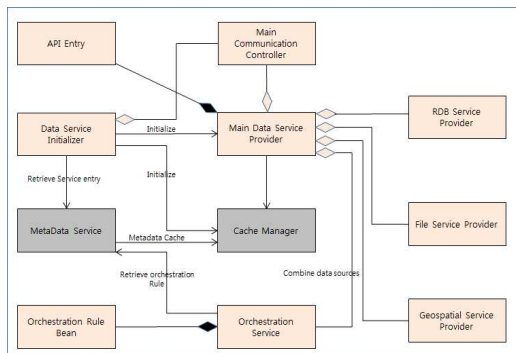 API Entry
Main
Communication
Controller
Data Service
Initializer
Initialize
Main Data Service
Provider
RDB Service
Provider
Retrieve Service entry
Initialize
MetaData Service
Metadata Cache
Cache Manager
File Service Provider
Retrieve orchestration
Rule
Combine data sources
Orchestration Rule
Bean
Orchestration
Service
Geospatial Service
Provider